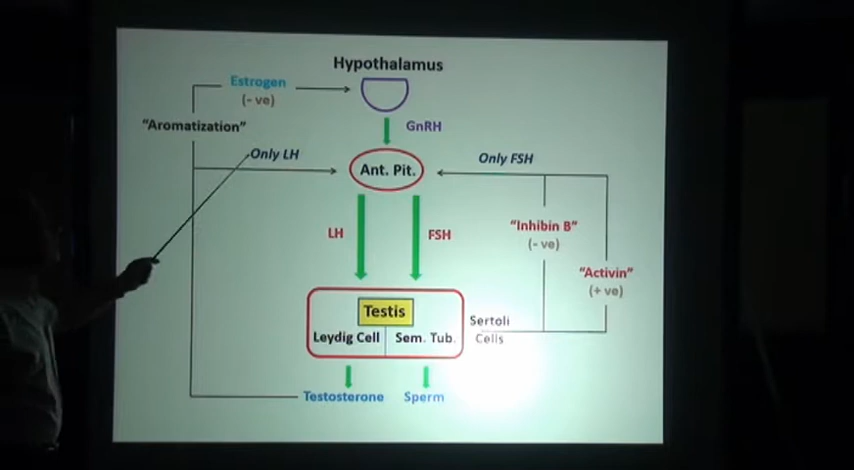 Hypothalamus
Estrogen
(- ve)
GnRH
"Aromatization"
Only LH
Only FSH
Ant. Pit.
LH
FSH
"Inhibin B"
(- ve)
"Activin"
(+ ve)
Testis
Leydig Cell
Sem. Tub.
Sertoli
Cells
Testosterone
Sperm